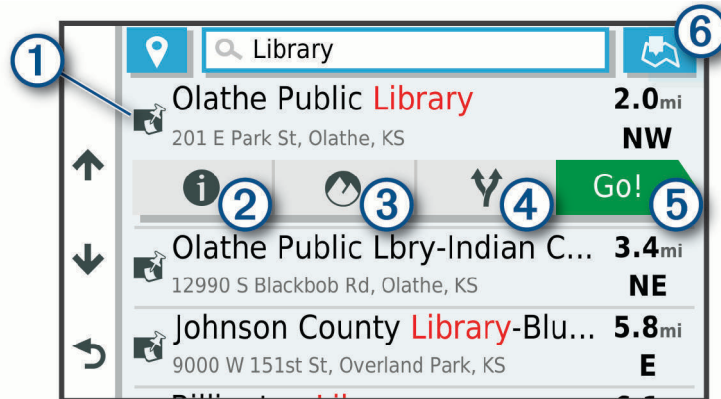 1
6
Library
Olathe Public Library
2.0mi
201 E Park St, Olathe, KS
NW
2
3
4
Go!
5
Olathe Public Lbry-Indian C...
3.4mi
12990 S Blackbob Rd, Olathe, KS
NE
Johnson County Library-Blu...
5.8mi
9000 W 151st St, Overland Park, KS
E